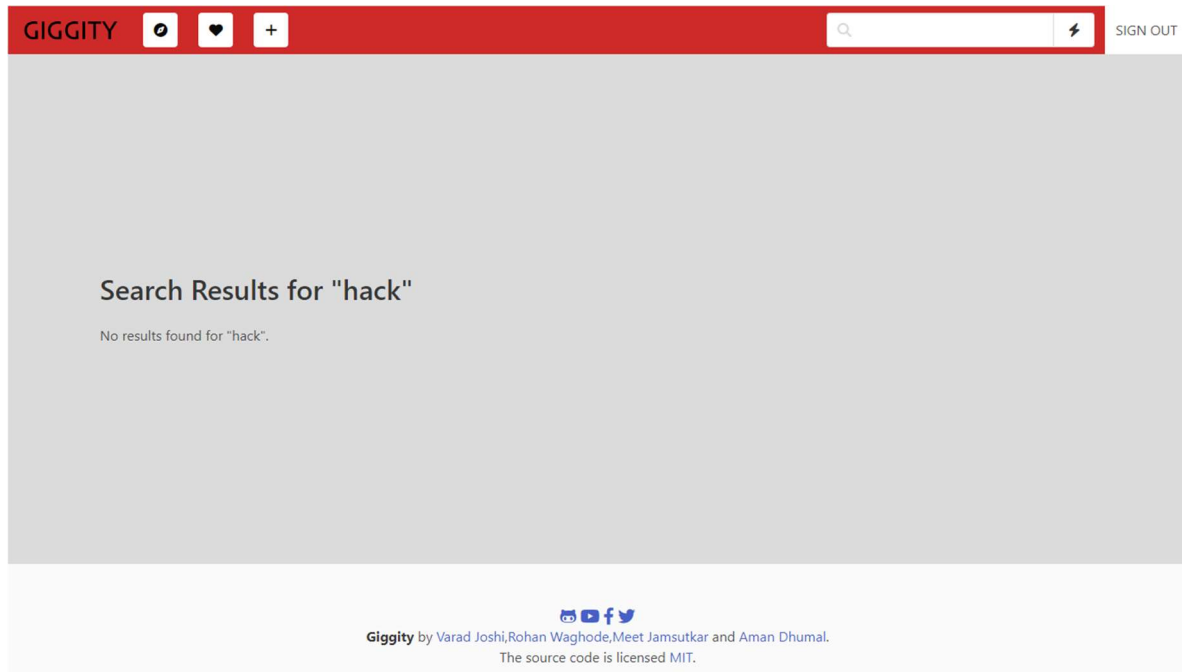 GIGGITY
SIGN OUT
Search Results for "hack"
No results found for "hack".
Giggity by Varad Joshi,Rohan Waghode,Meet Jamsutkar and Aman Dhumal.
The source code is licensed MIT.